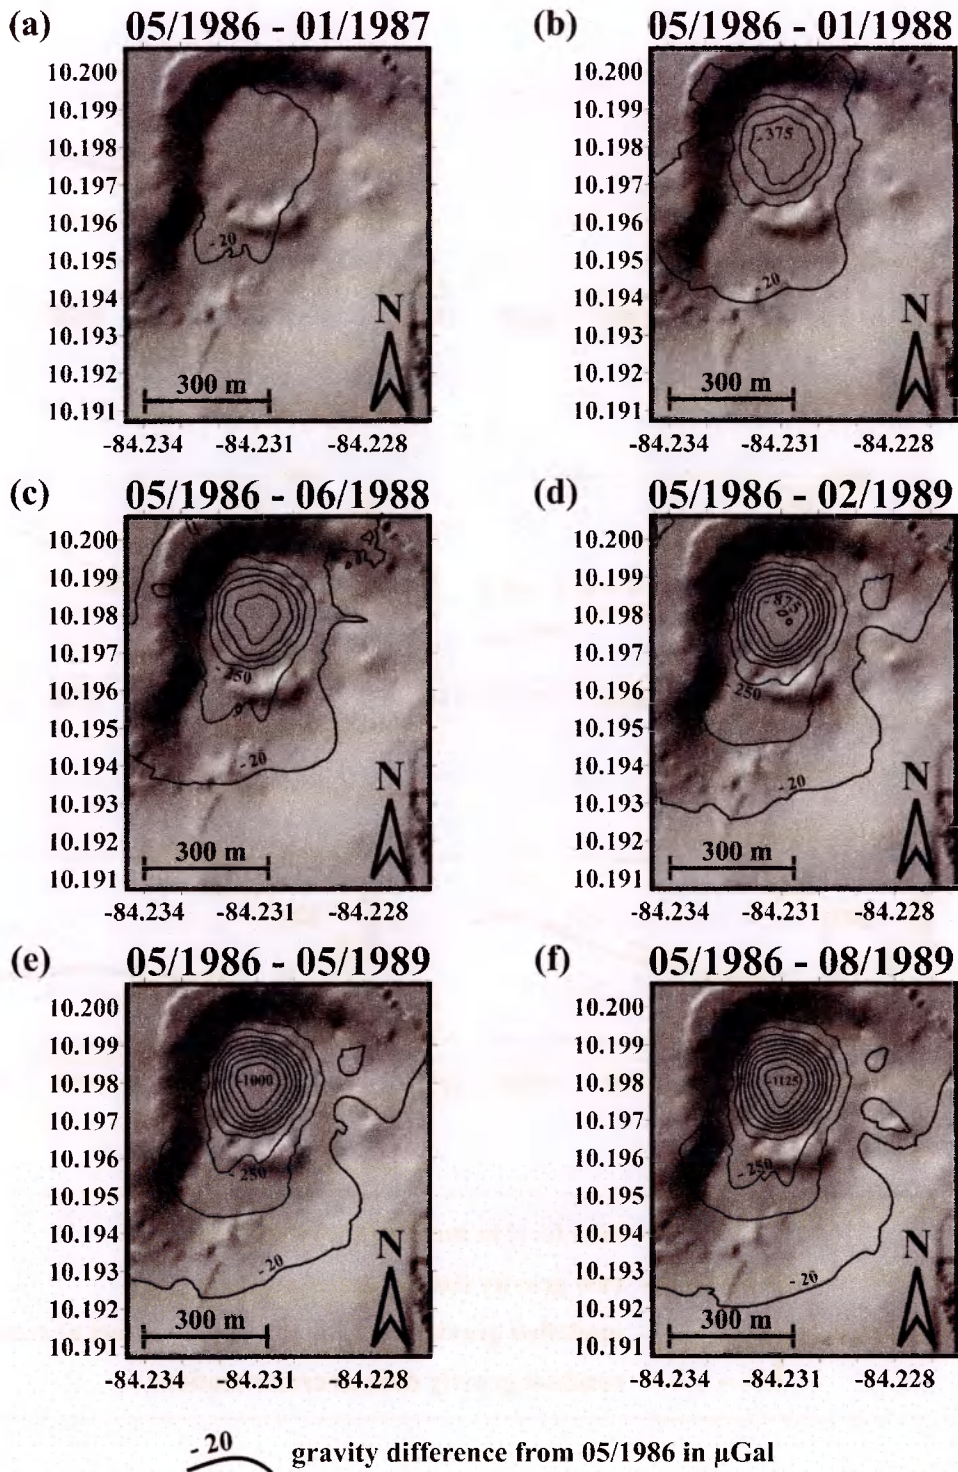 (a) 05/1986 - 01/1987
10.200
10.199
10.198
10.197
10.196
10.195
10.194
10.193
10.192
10.191
- 20
N
300 m
-84.234 -84.231 -84.228
(b) 05/1986 - 01/1988
10.200
10.199
10.198
10.197
10.196
10.195
10.194
10.193
10.192
10.191
- 375
- 20
N
300 m
-84.234 -84.231 -84.228
(c) 05/1986 - 06/1988
10.200
10.199
10.198
10.197
10.196
10.195
10.194
10.193
10.192
10.191
- 250
- 20
N
300 m
-84.234 -84.231 -84.228
(d) 05/1986 - 02/1989
10.200
10.199
10.198
10.197
10.196
10.195
10.194
10.193
10.192
10.191
- 875
- 250
- 20
N
300 m
-84.234 -84.231 -84.228
(e) 05/1986 - 05/1989
10.200
10.199
10.198
10.197
10.196
10.195
10.194
10.193
10.192
10.191
-1000
- 250
- 20
N
300 m
-84.234 -84.231 -84.228
(f) 05/1986 - 08/1989
10.200
10.199
10.198
10.197
10.196
10.195
10.194
10.193
10.192
10.191
-1125
- 250
- 20
N
300 m
-84.234 -84.231 -84.228
- 20 gravity difference from 05/1986 in µGal